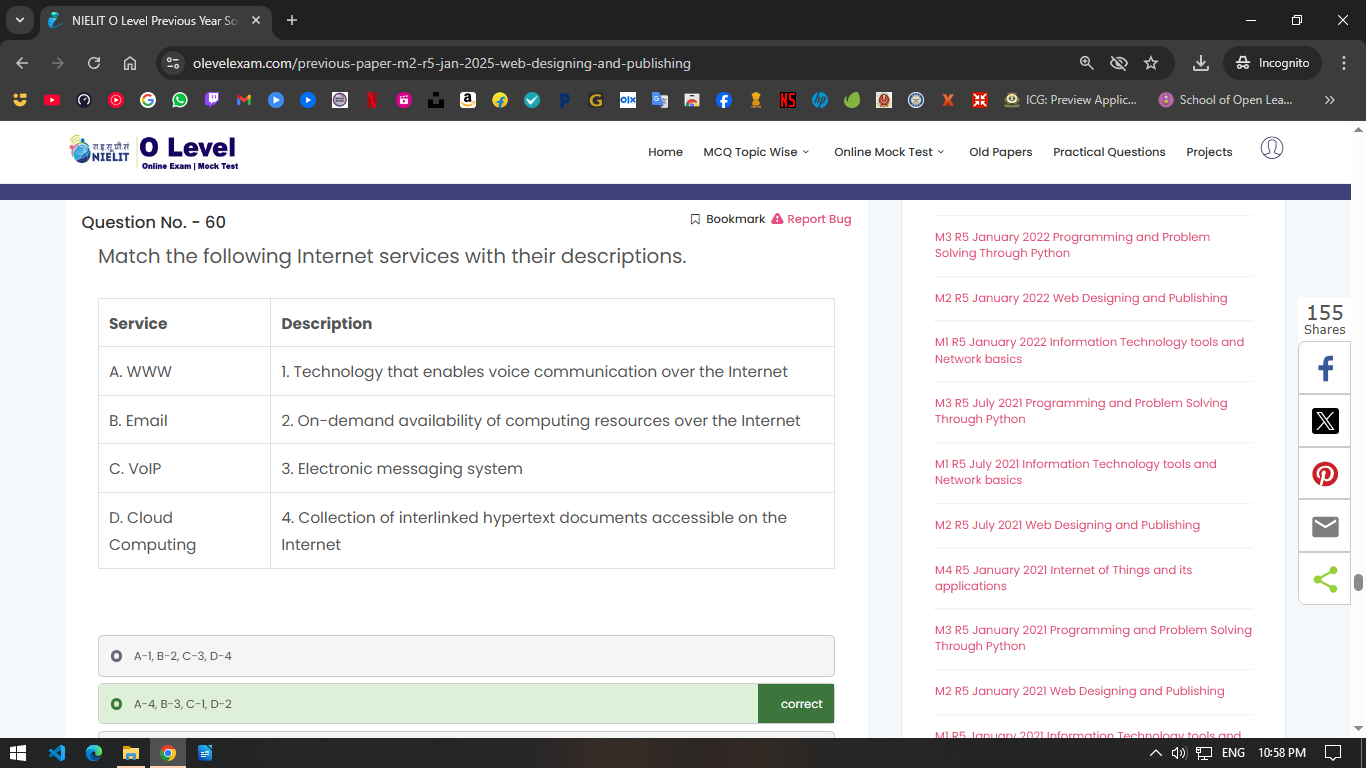 NIELIT O Level Previous Year So
olevelexam.com/previous-paper-m2-r5-jan-2025-web-designing-and-publishing
Incognito
ICG: Preview Applic...
School of Open Lea...
NIELIT
O Level
Online Exam | Mock Test
Home
MCQ Topic Wise
Online Mock Test
Old Papers
Practical Questions
Projects
Question No. - 60
Bookmark
Report Bug
Match the following Internet services with their descriptions.
Service Description
A. WWW 1. Technology that enables voice communication over the Internet
B. Email 2. On-demand availability of computing resources over the Internet
C. VoIP 3. Electronic messaging system
D. Cloud Computing 4. Collection of interlinked hypertext documents accessible on the
Internet
A-1, B-2, C-3, D-4
A-4, B-3, C-1, D-2 correct
M3 R5 January 2022 Programming and Problem
Solving Through Python
M2 R5 January 2022 Web Designing and Publishing
M1 R5 January 2022 Information Technology tools and
Network basics
M3 R5 July 2021 Programming and Problem Solving
Through Python
M1 R5 July 2021 Information Technology tools and
Network basics
M2 R5 July 2021 Web Designing and Publishing
M4 R5 January 2021 Internet of Things and its
applications
M3 R5 January 2021 Programming and Problem Solving
Through Python
M2 R5 January 2021 Web Designing and Publishing
M1 R5 January 2021 Information Technology tools and
155
Shares
ENG
10:58 PM